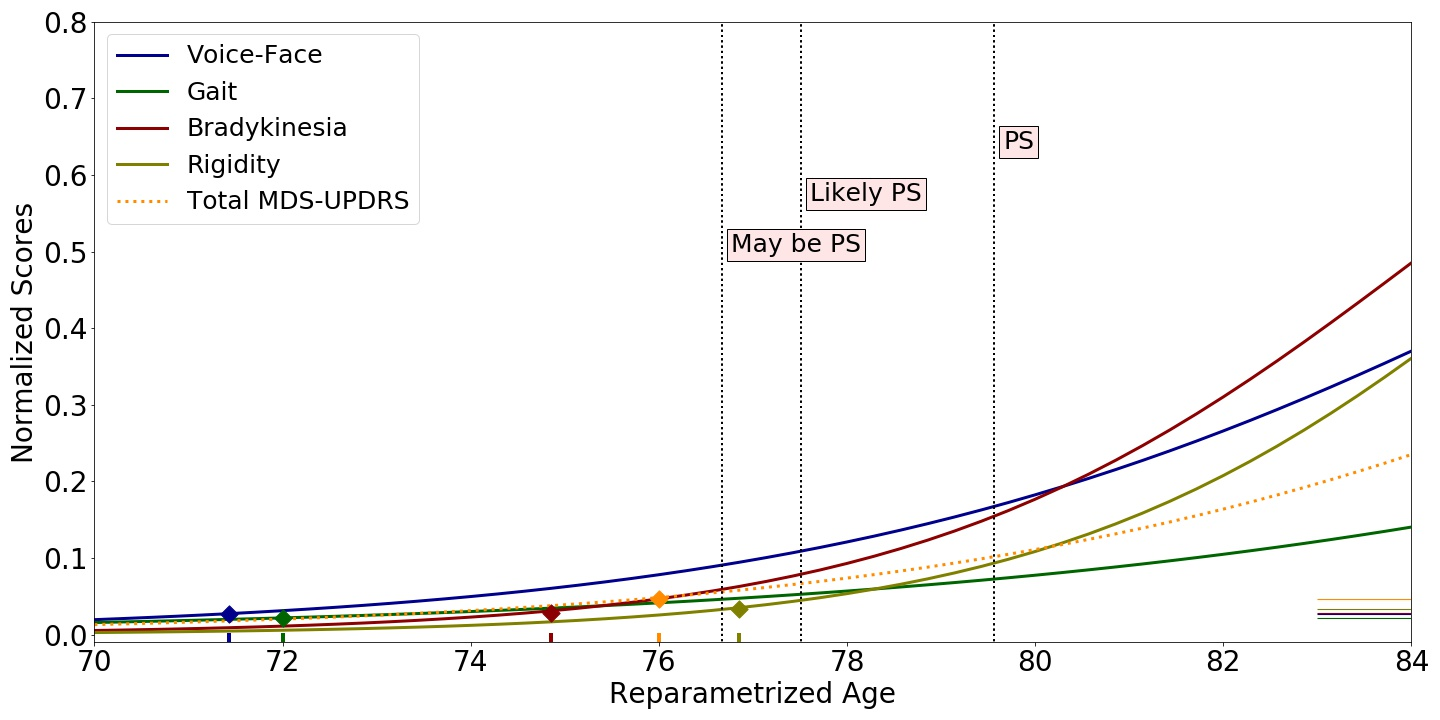 Voice-Face
Gait
Bradykinesia
Rigidity
Total MDS-UPDRS
PS
Likely PS
May be PS
Normalized Scores
0.8
0.7
0.6
0.5
0.4
0.3
0.2
0.1
0.0
70 72 74 76 78 80 82 84
Reparametrized Age